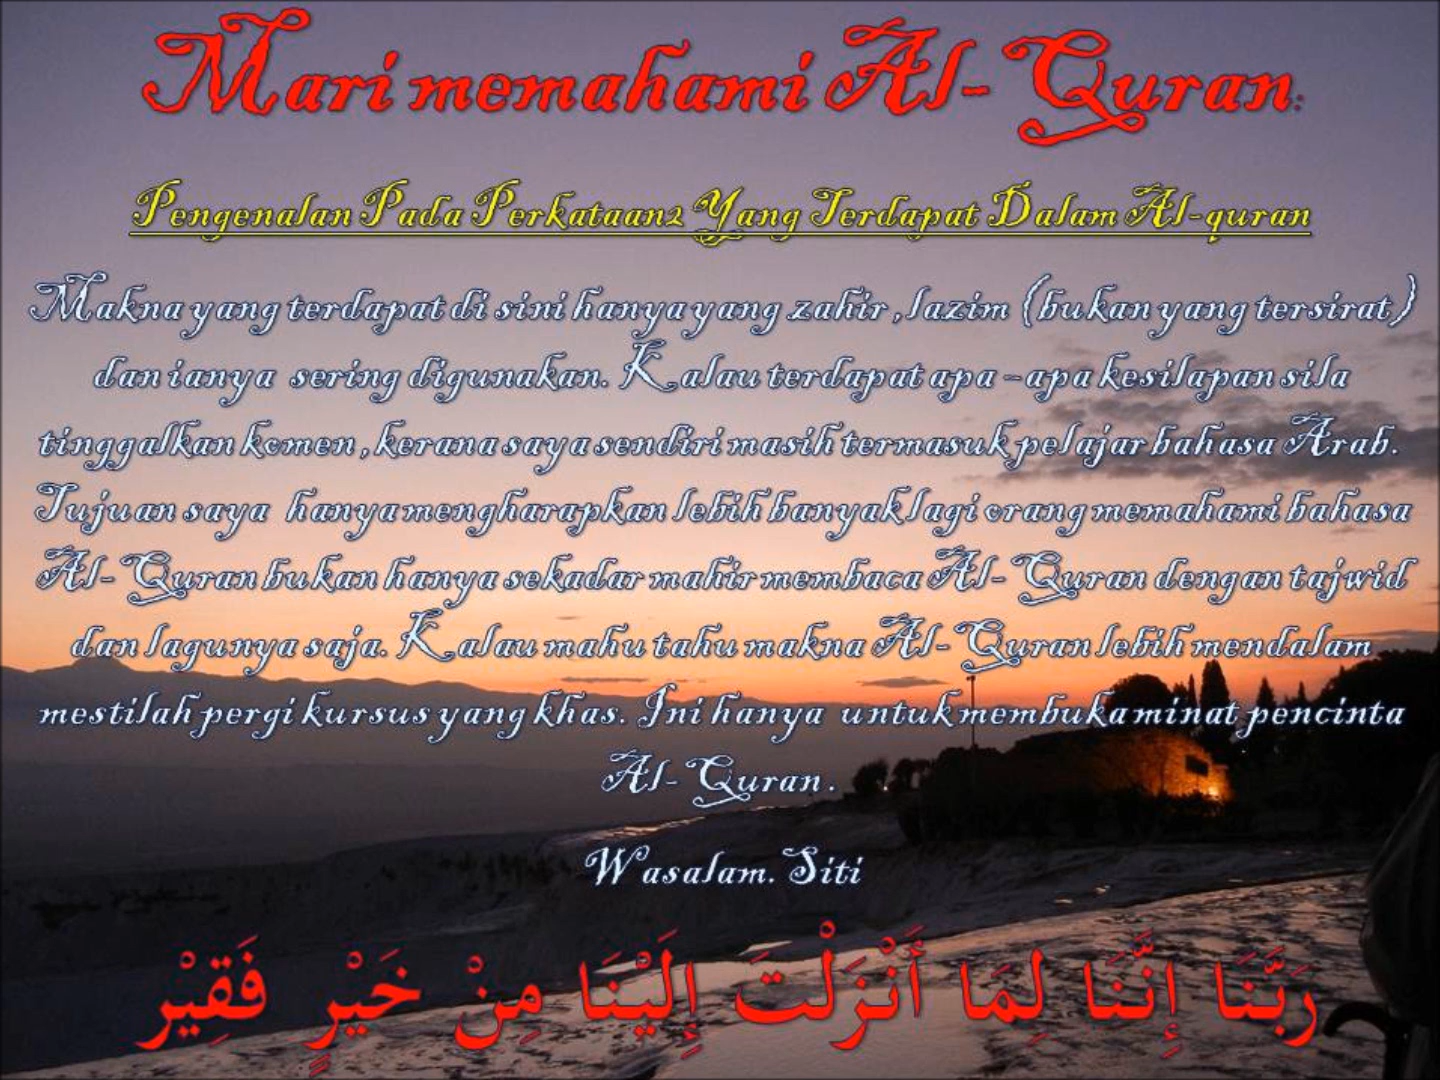 Mari memahami Al-Quran:
Pengenalan Pada Perkataan2 Yang Terdapat Dalam Al-quran
Makna yang terdapat di sini hanya yang zahir, lazim (bukan yang tersirat)
dan ianya sering digunakan. Kalau terdapat apa –apa kesilapan sila
tinggalkan komen, kerana saya sendiri masih termasuk pelajar bahasa Arab.
Tujuan saya hanya mengharapkan lebih banyak lagi orang memahami bahasa
Al-Quran bukan hanya sekadar mahir membaca Al-Quran dengan tajwid
dan lagunya saja. Kalau mahu tahu makna Al-Quran lebih mendalam
mestilah pergi kursus yang khas. Ini hanya untuk membuka minat pencinta
Al-Quran.
Wasalam. Siti
رَبَّنَا إِنَّنَا لِمَا أَنْزَلْتَ إِلَيْنَا مِنْ خَيْرٍ فَقِيْر